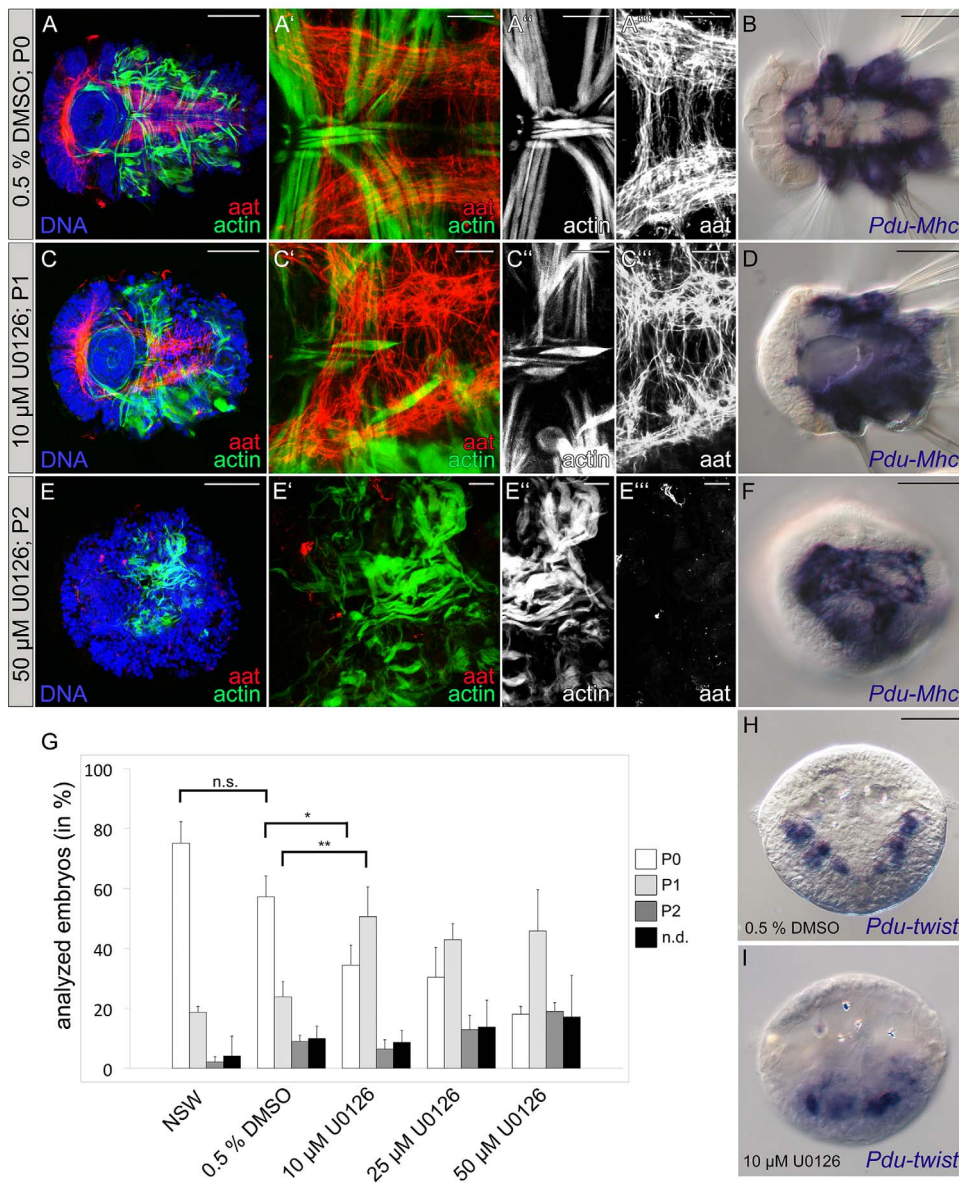 0.5 % DMSO; P0
A
DNA
aat
actin
A'
aat
actin
A''
actin
A'''
aat
B
Pdu-Mhc
10 µM U0126; P1
C
DNA
aat
actin
C'
aat
actin
C''
actin
C'''
aat
D
Pdu-Mhc
50 µM U0126; P2
E
DNA
aat
actin
E'
aat
actin
E''
actin
E'''
aat
F
Pdu-Mhc
G
analyzed embryos (in %)
100
80
60
40
20
0
n.s.
*
**
P0
P1
P2
n.d.
NSW
0.5 % DMSO
10 µM U0126
25 µM U0126
50 µM U0126
H
0.5 % DMSO
Pdu-twist
I
10 µM U0126
Pdu-twist